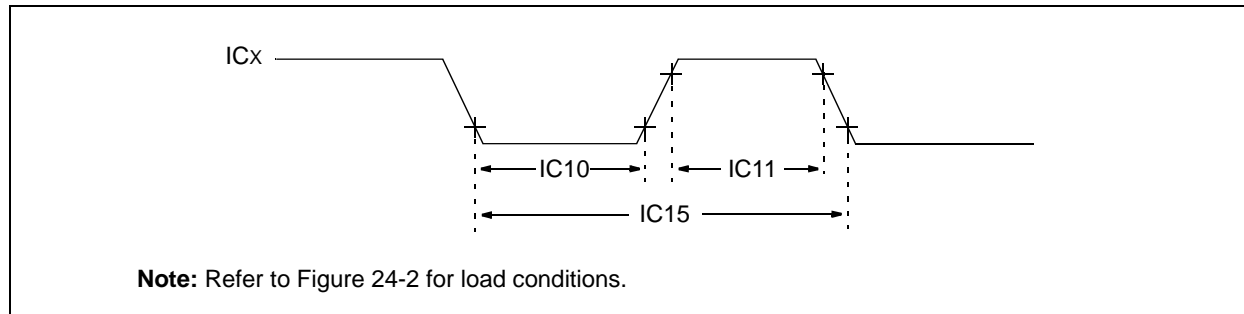 ICx
IC10
IC11
IC15
Note: Refer to Figure 24-2 for load conditions.